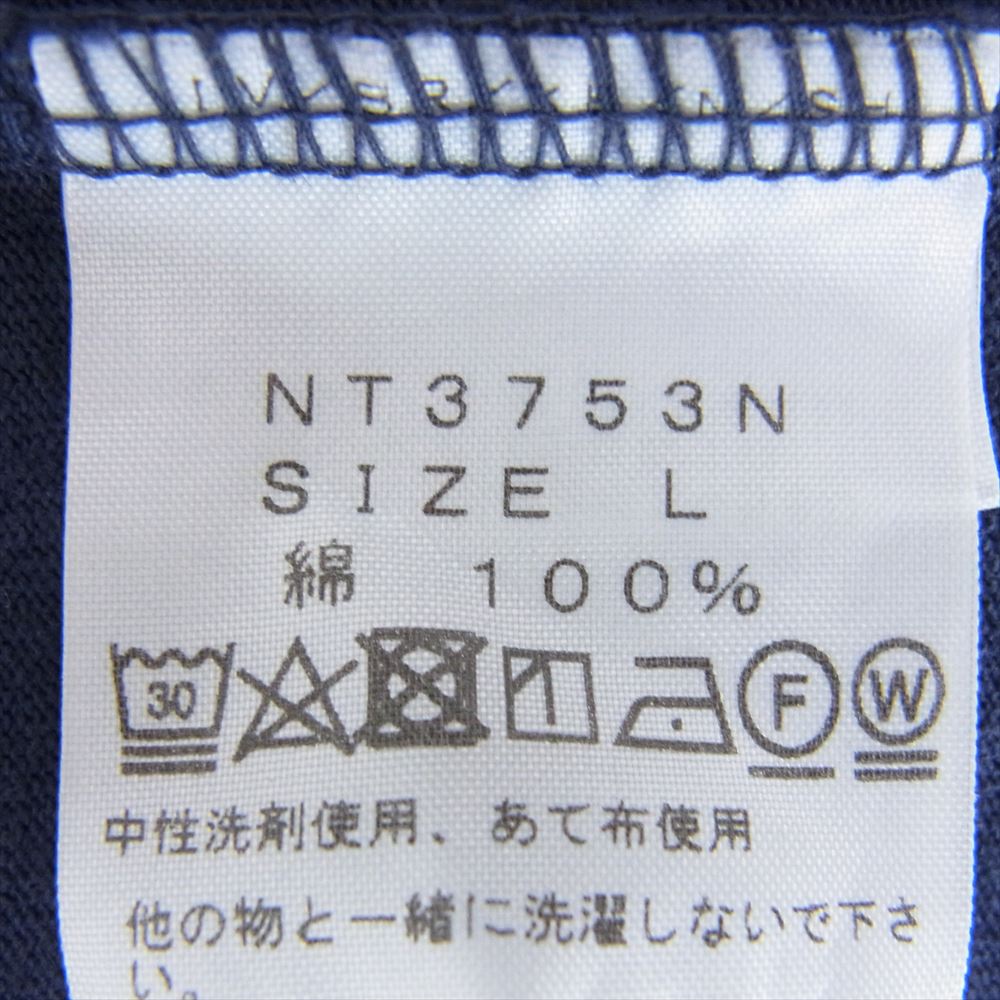 NT3753N
SIZE L
綿 100%
30 F W
中性洗剤使用、あて布使用
他の物と一緒に洗濯しないで下さ
い。